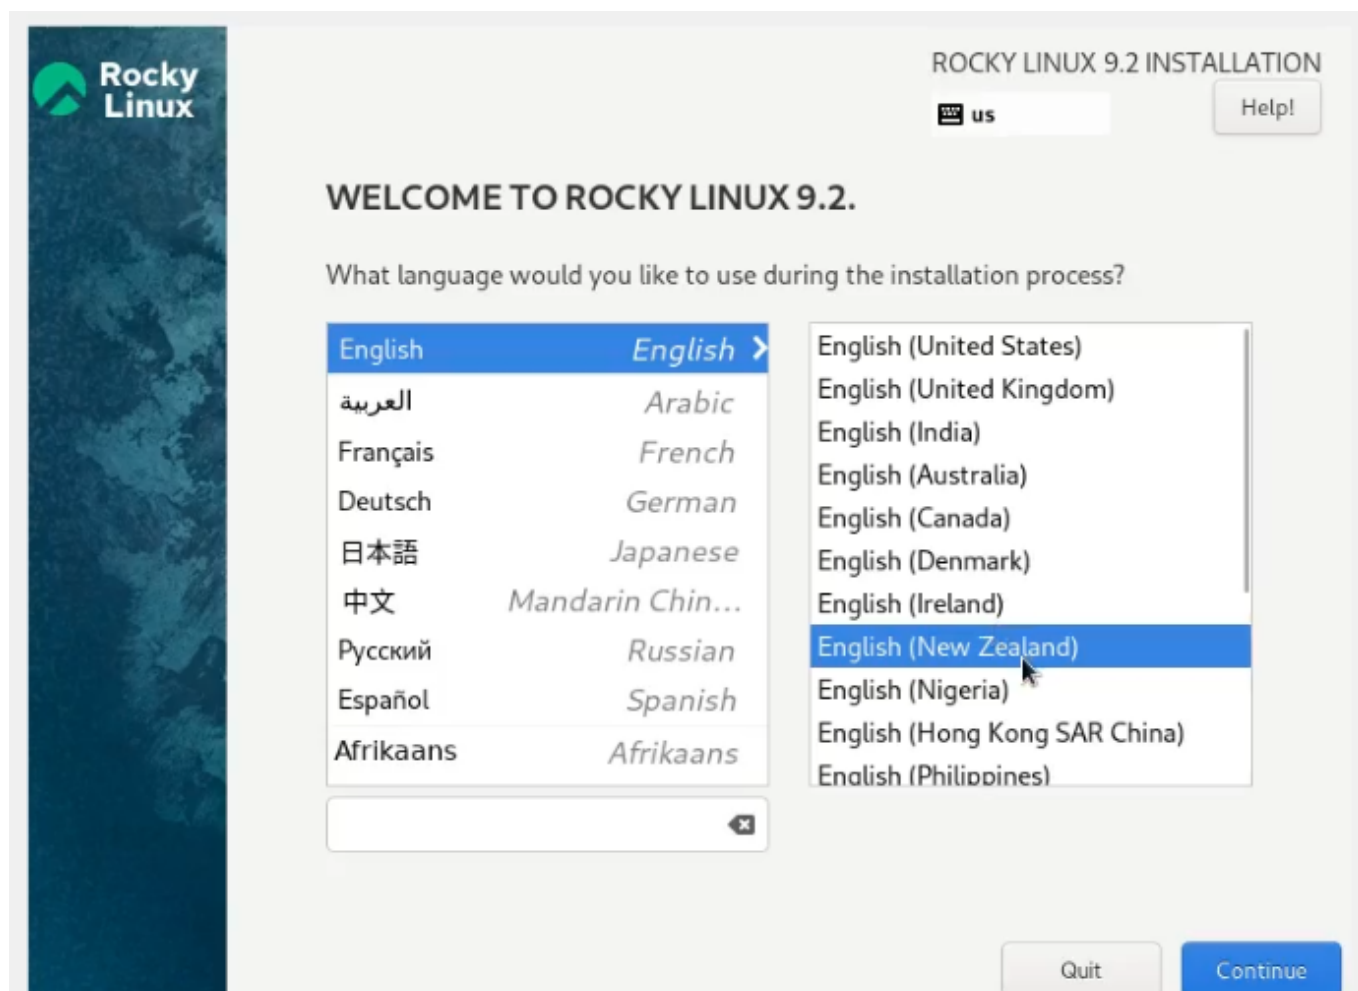 Rocky
Linux
ROCKY LINUX 9.2 INSTALLATION
us
Help!
WELCOME TO ROCKY LINUX 9.2.
What language would you like to use during the installation process?
English English
العربية Arabic
Français French
Deutsch German
日本語 Japanese
中文 Mandarin Chin...
Русский Russian
Español Spanish
Afrikaans Afrikaans
English (United States)
English (United Kingdom)
English (India)
English (Australia)
English (Canada)
English (Denmark)
English (Ireland)
English (New Zealand)
English (Nigeria)
English (Hong Kong SAR China)
English (Philippines)
Quit
Continue